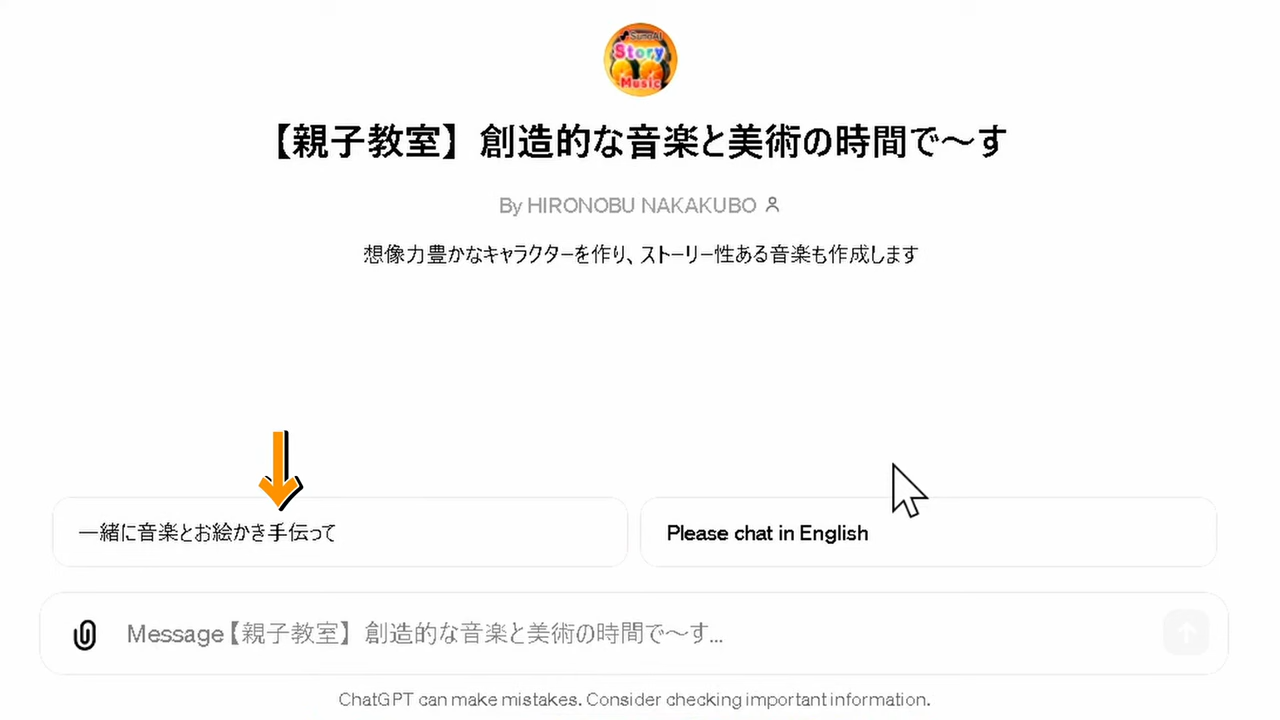 Story
Music
【親子教室】創造的な音楽と美術の時間で〜す
By HIRONOBU NAKAKUBO
想像力豊かなキャラクターを作り、ストーリー性ある音楽も作成します
一緒に音楽とお絵かき手伝って
Please chat in English
Message【親子教室】創造的な音楽と美術の時間で〜す…
ChatGPT can make mistakes. Consider checking important information.